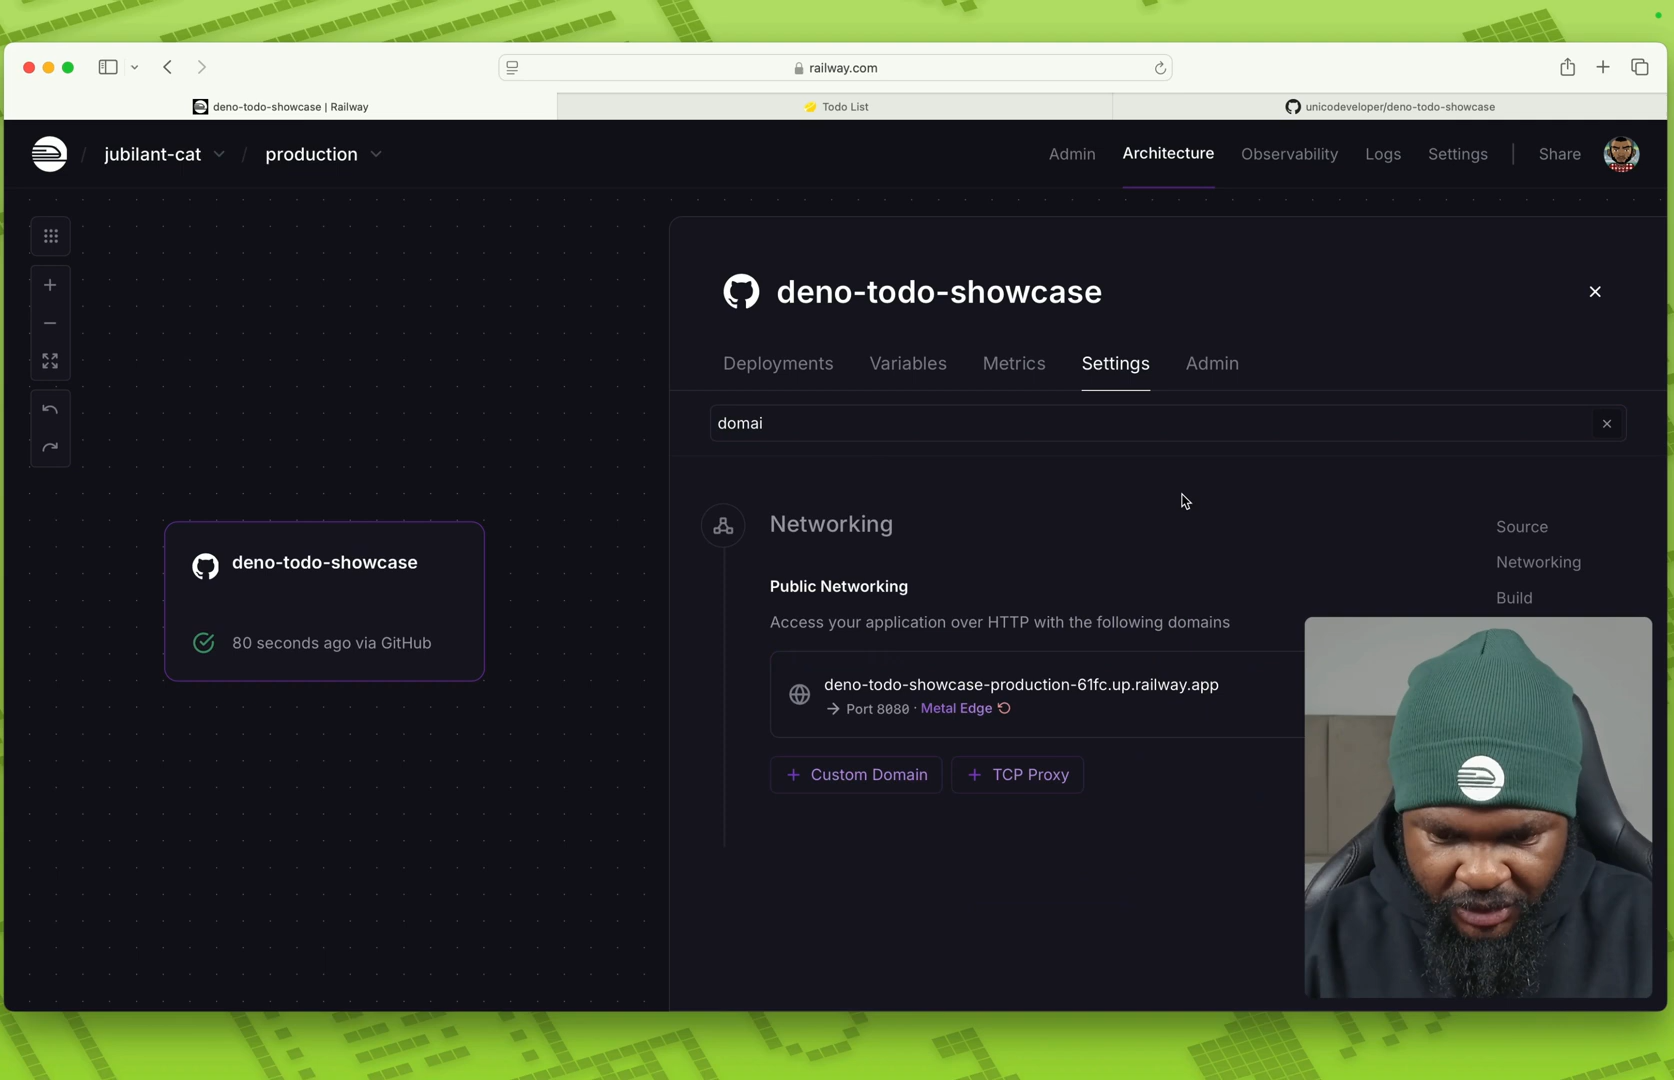 railway.com
deno-todo-showcase | Railway
Todo List
unicodeveloper/deno-todo-showcase
jubilant-cat
production
Admin
Architecture
Observability
Logs
Settings
Share
deno-todo-showcase
Deployments
Variables
Metrics
Settings
Admin
domai
deno-todo-showcase
80 seconds ago via GitHub
Networking
Public Networking
Access your application over HTTP with the following domains
deno-todo-showcase-production-61fc.up.railway.app
Port 8080 · Metal Edge
Custom Domain
TCP Proxy
Source
Networking
Build